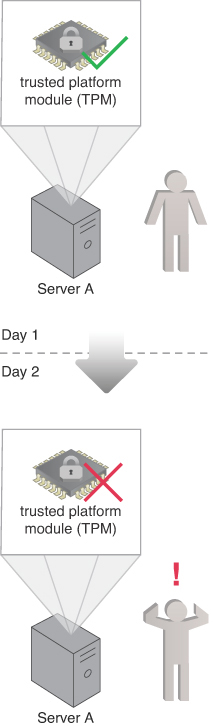 trusted platform
module (TPM)
Server A
Day 1
Day 2
trusted platform
module (TPM)
!
Server A